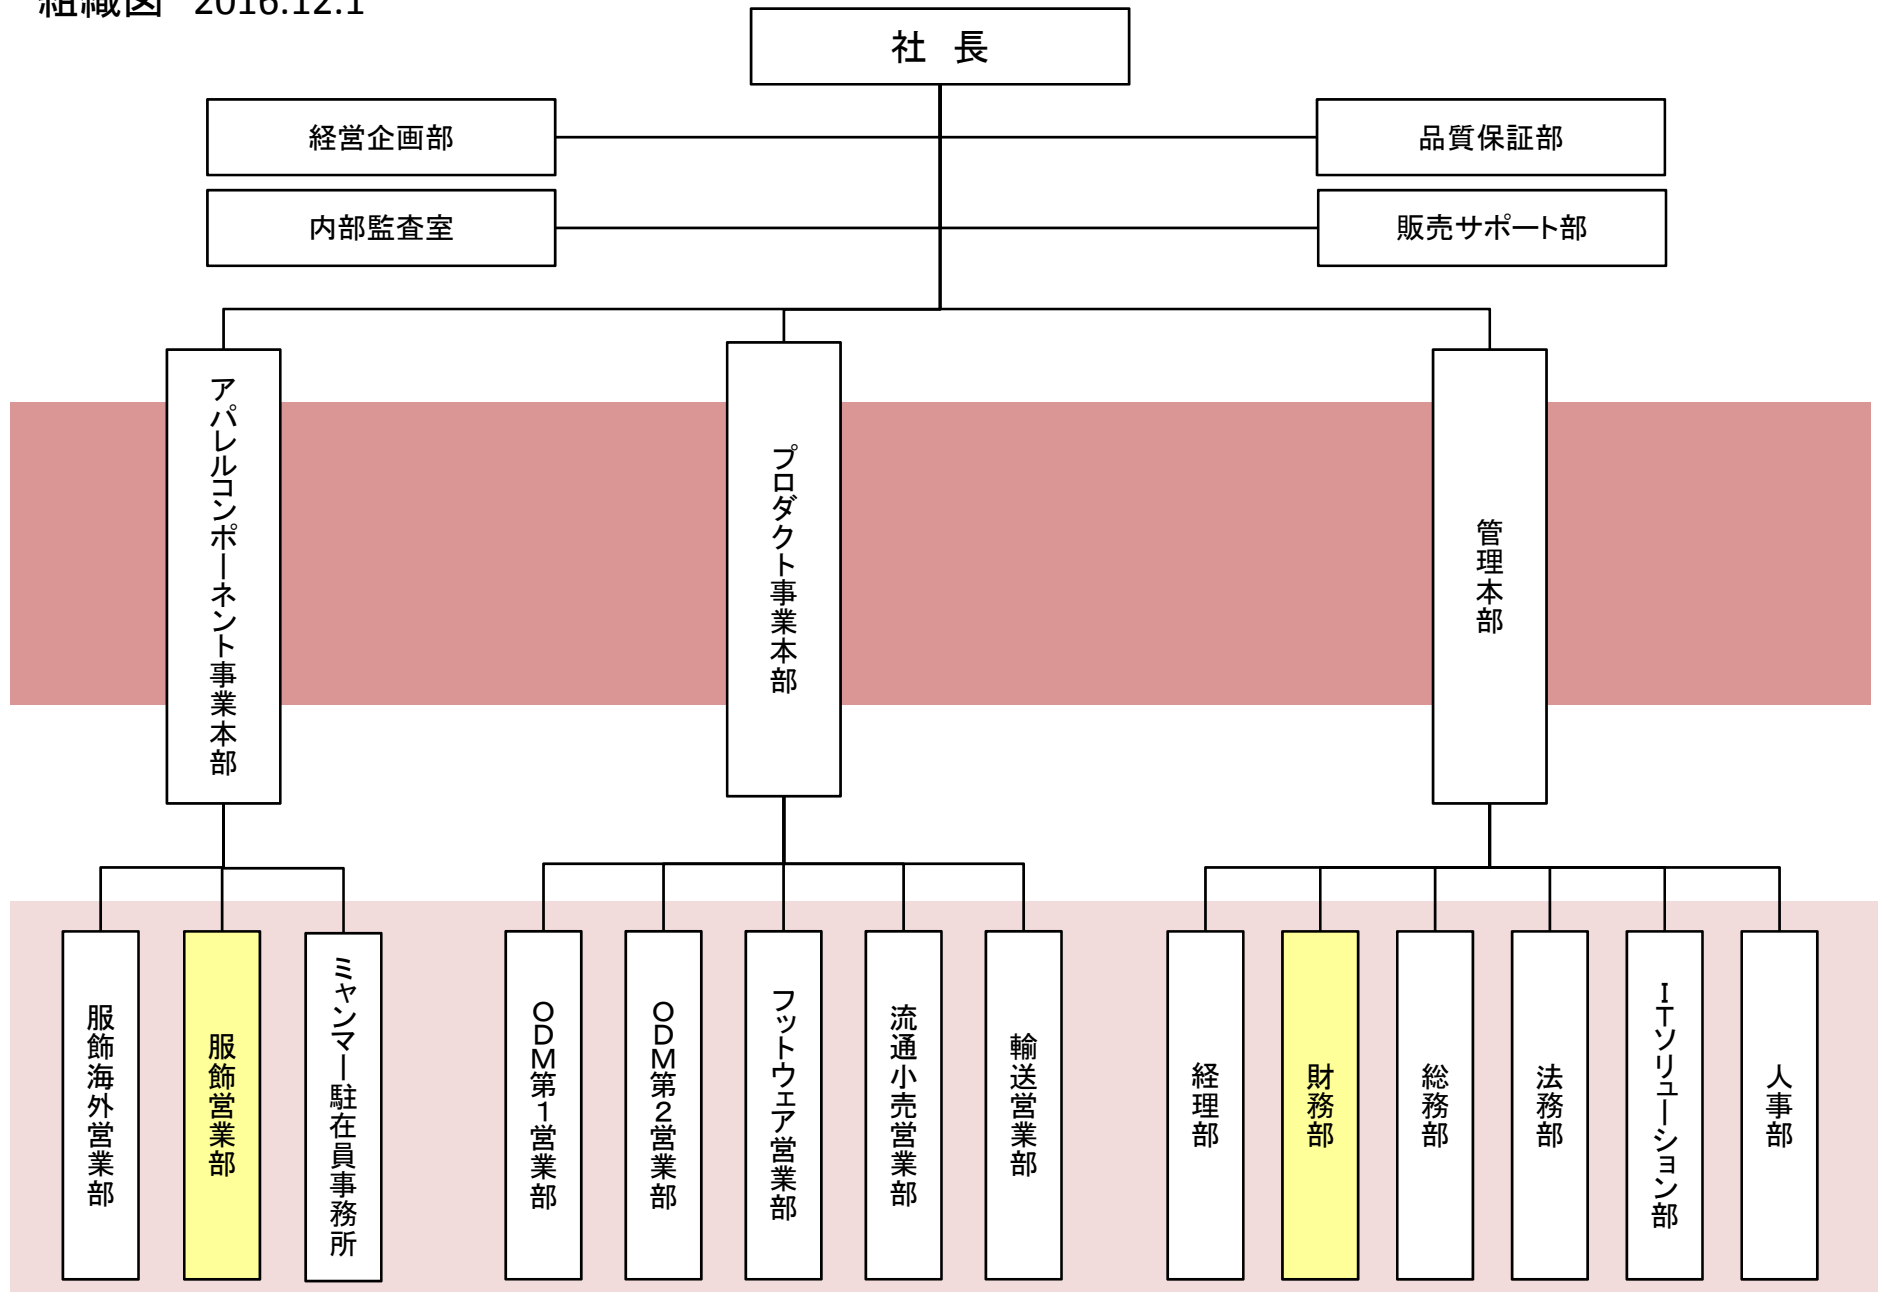 組織図 2016.12.1
社 長
経営企画部
品質保証部
内部監査室
販売サポート部
アパレルコンポーネント事業本部
プロダクト事業本部
管理本部
服飾海外営業部
服飾営業部
ミャンマー駐在員事務所
ODM第1営業部
ODM第2営業部
フットウェア営業部
流通小売営業部
輸送営業部
経理部
財務部
総務部
法務部
ITソリューション部
人事部